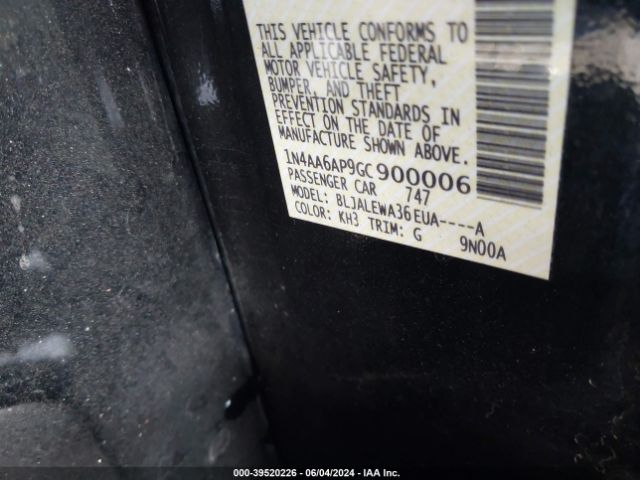 THIS VEHICLE CONFORMS TO
ALL APPLICABLE FEDERAL
MOTOR VEHICLE SAFETY,
BUMPER, AND THEFT
PREVENTION STANDARDS IN
EFFECT ON THE DATE OF
MANUFACTURE SHOWN ABOVE.
1N4AA6AP9GC900006
PASSENGER CAR 747
MODEL: BLJALEWA36EUA----A
COLOR: KH3 TRIM: G 9N00A
000-39520226 - 06/04/2024 - IAA Inc.